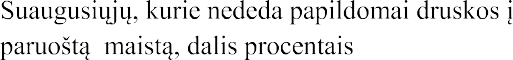 Suaugusiųjų, kurie nededa papildomai druskos į
paruoštą maistą, dalis procentais